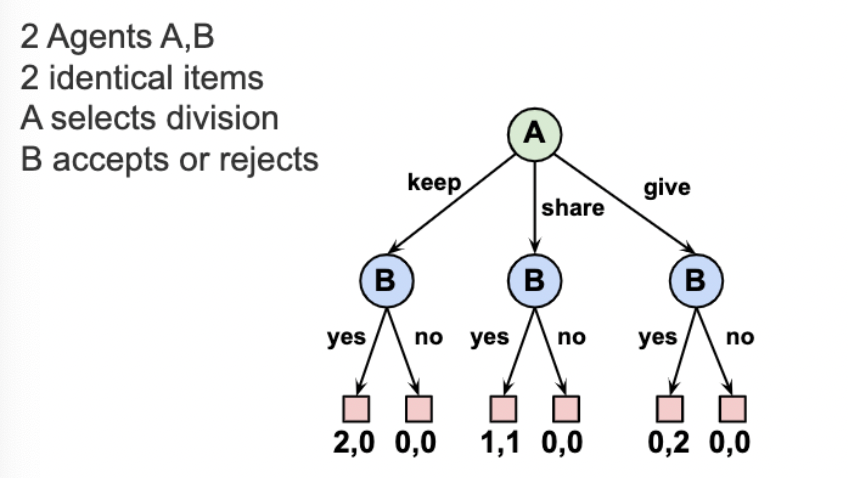 2 Agents A,B
2 identical items
A selects division
B accepts or rejects
A
keep
share
give
B
B
B
yes
no
yes
no
yes
no
2,0
0,0
1,1
0,0
0,2
0,0